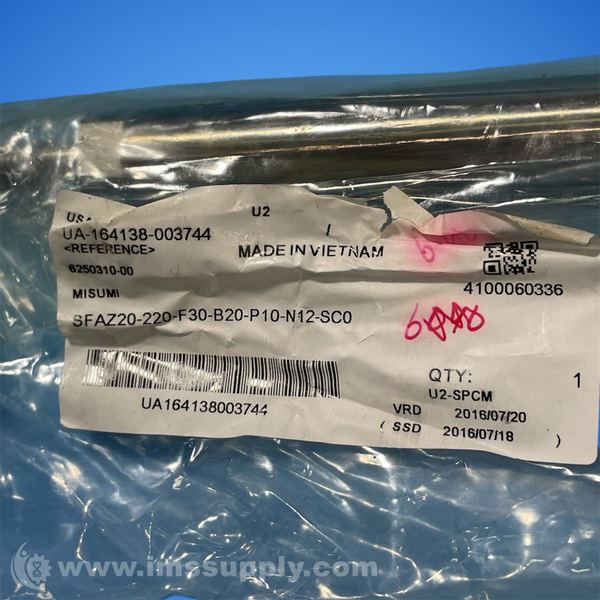 USA
U2
UA-164138-003744
/
<REFERENCE>
MADE IN VIETNAM
6250310-00
4100060336
MISUMI
SFAZ20-220-F30-B20-P10-N12-SC0
QTY: 1
U2-SPCM
UA164138003744
VRD 2016/07/20
( SSD 2016/07/18 )
www.imssupply.com